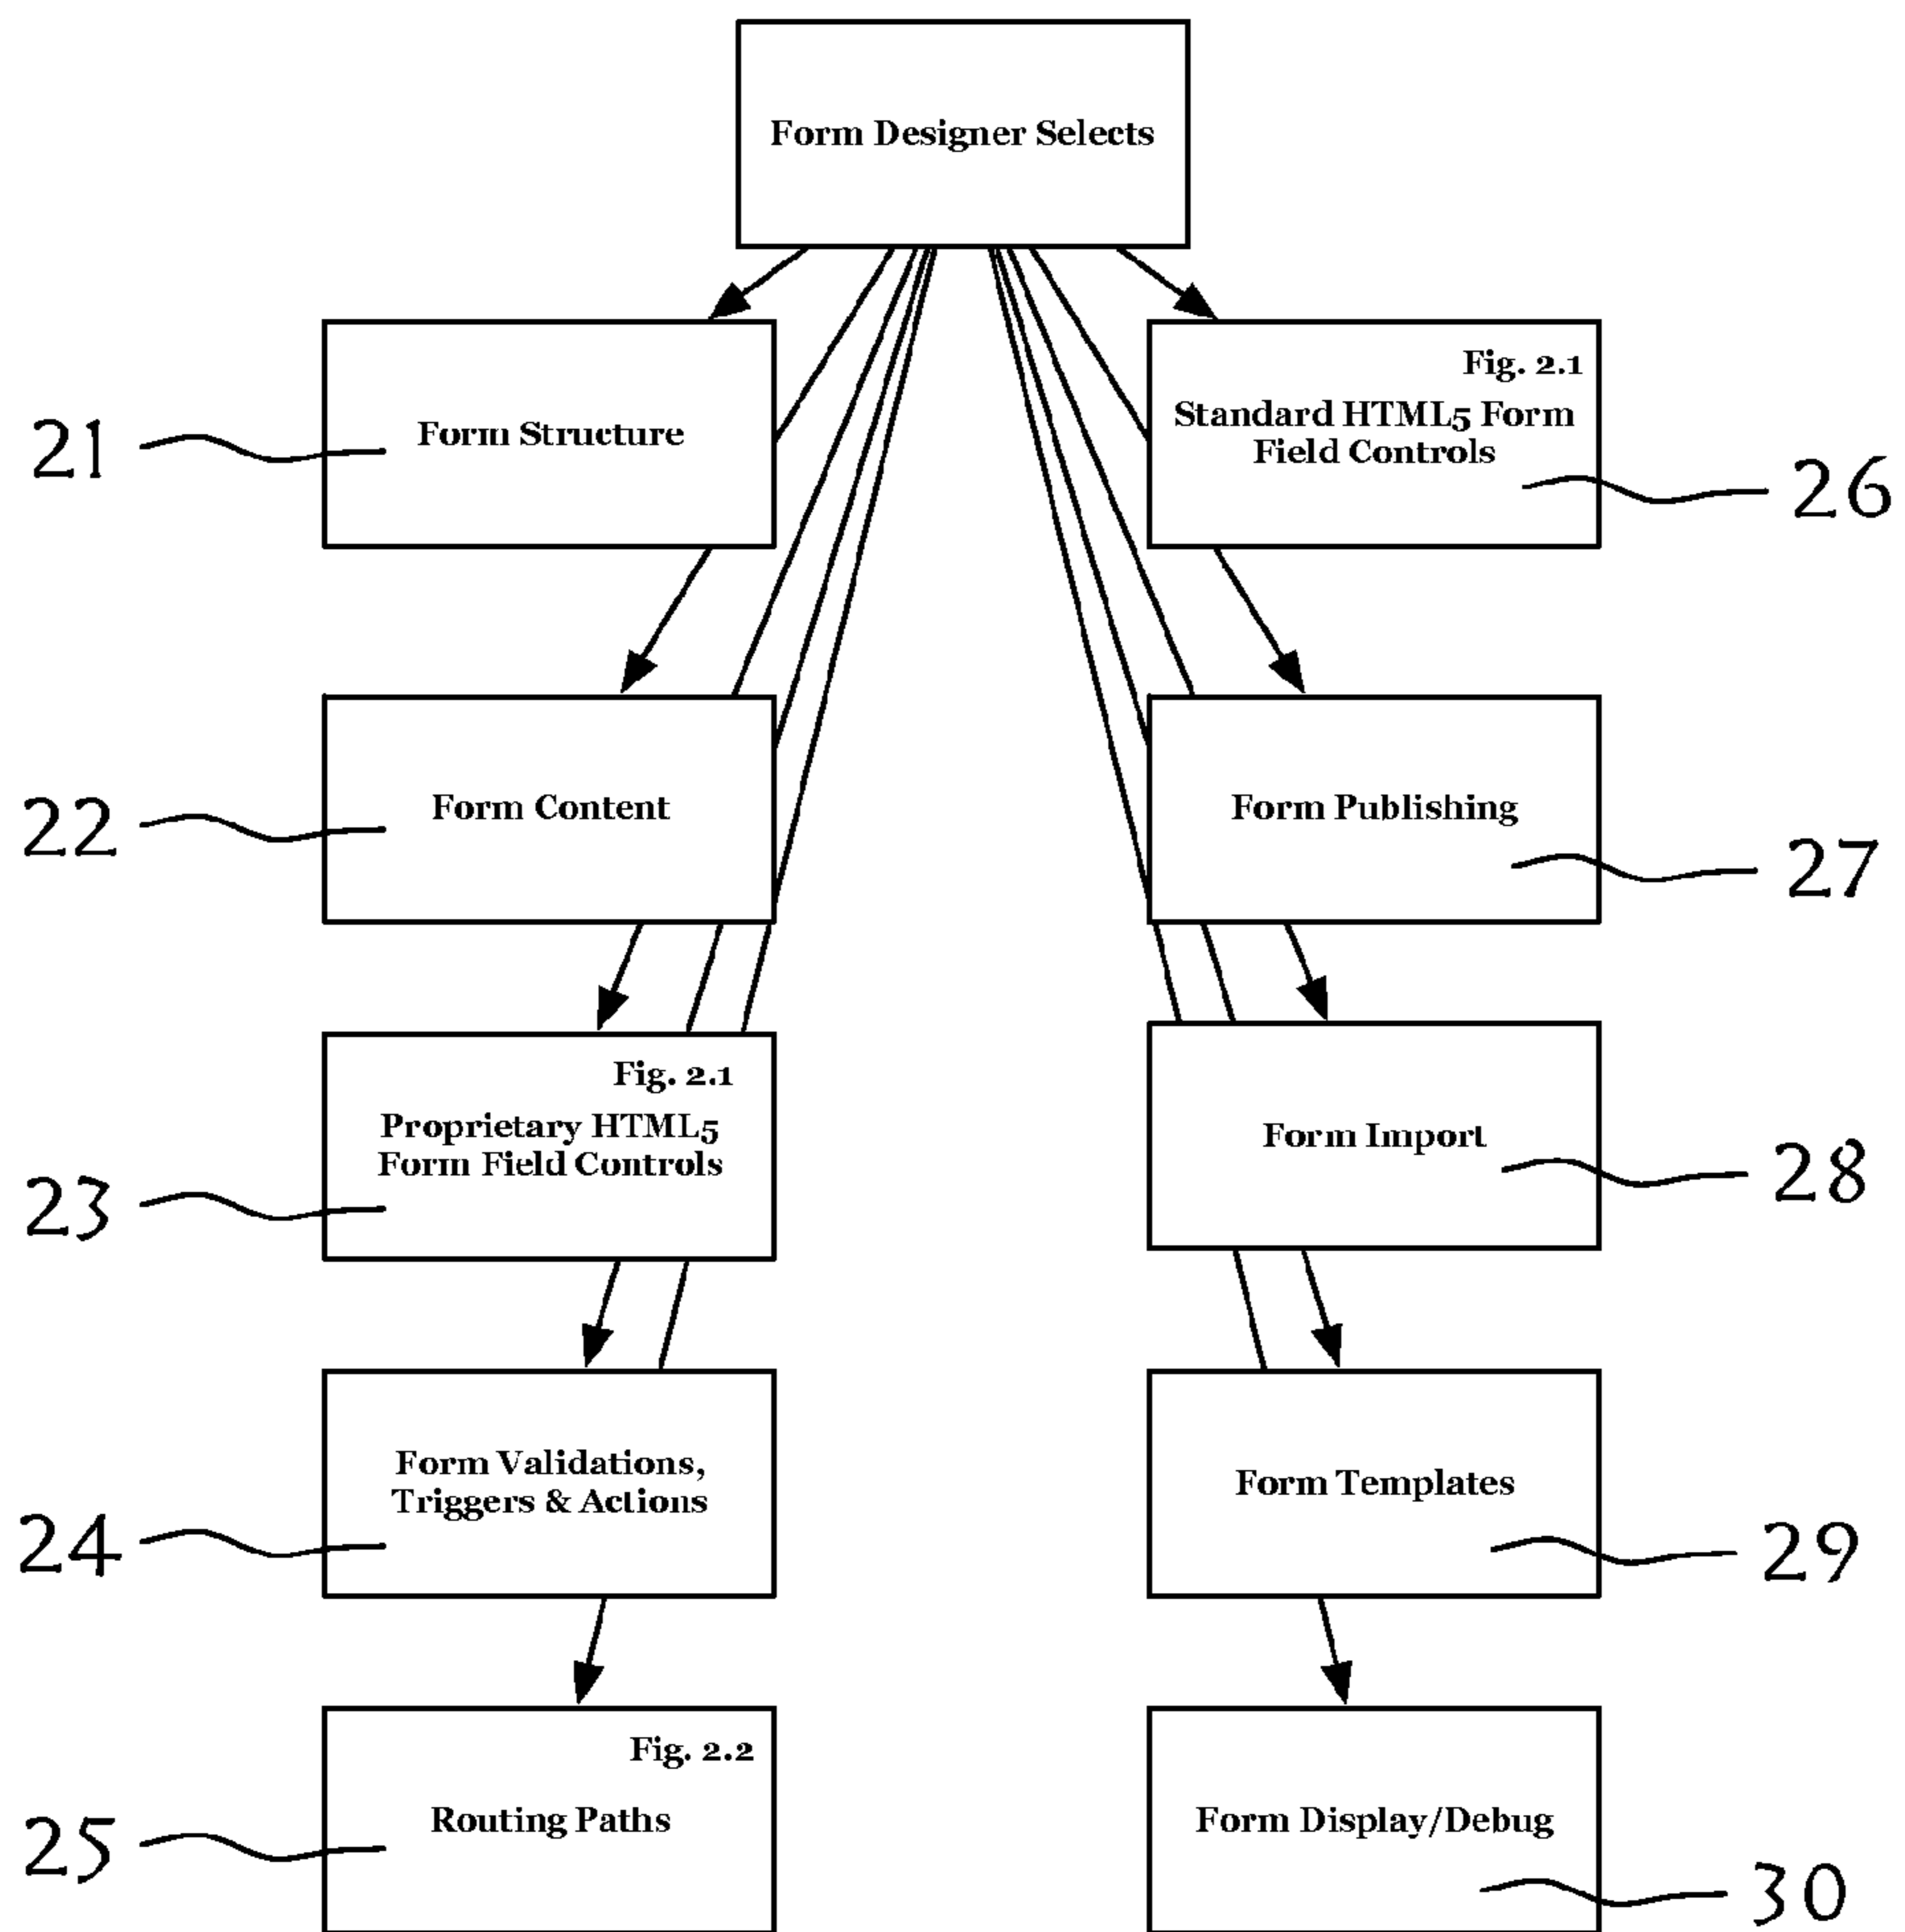 Form Designer Selects
21
Form Structure
Fig. 2.1
Standard HTML5 Form
Field Controls
26
22
Form Content
Form Publishing
27
23
Fig. 2.1
Proprietary HTML5
Form Field Controls
Form Import
28
24
Form Validations,
Triggers & Actions
Form Templates
29
25
Fig. 2.2
Routing Paths
Form Display/Debug
30